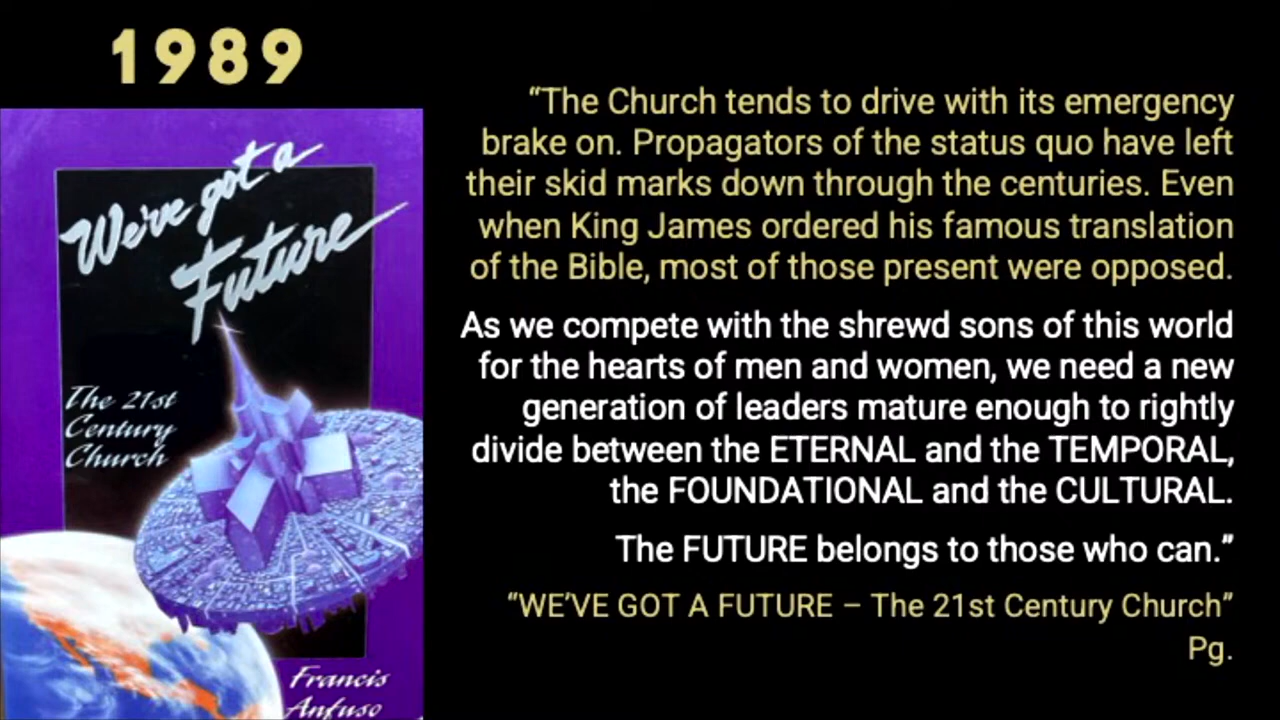 1989
We've got a
Future
The 21st
Century
Church
Francis
Anfuso
“The Church tends to drive with its emergency
brake on. Propagators of the status quo have left
their skid marks down through the centuries. Even
when King James ordered his famous translation
of the Bible, most of those present were opposed.
As we compete with the shrewd sons of this world
for the hearts of men and women, we need a new
generation of leaders mature enough to rightly
divide between the ETERNAL and the TEMPORAL,
the FOUNDATIONAL and the CULTURAL.
The FUTURE belongs to those who can.”
“WE’VE GOT A FUTURE – The 21st Century Church”
Pg.